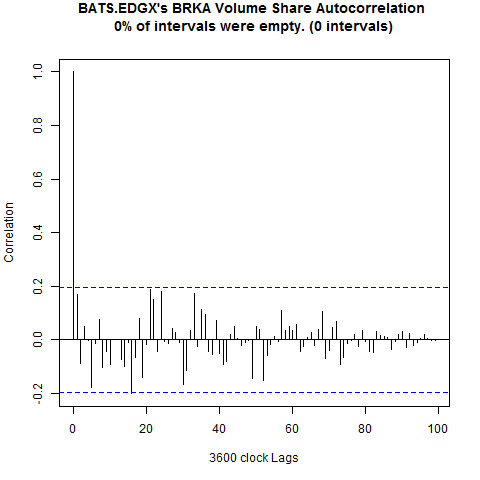 BATS.EDGX's BRKA Volume Share Autocorrelation
0% of intervals were empty. (0 intervals)
Correlation
1.0
0.8
0.6
0.4
0.2
0.0
-0.2
0 20 40 60 80 100
3600 clock Lags